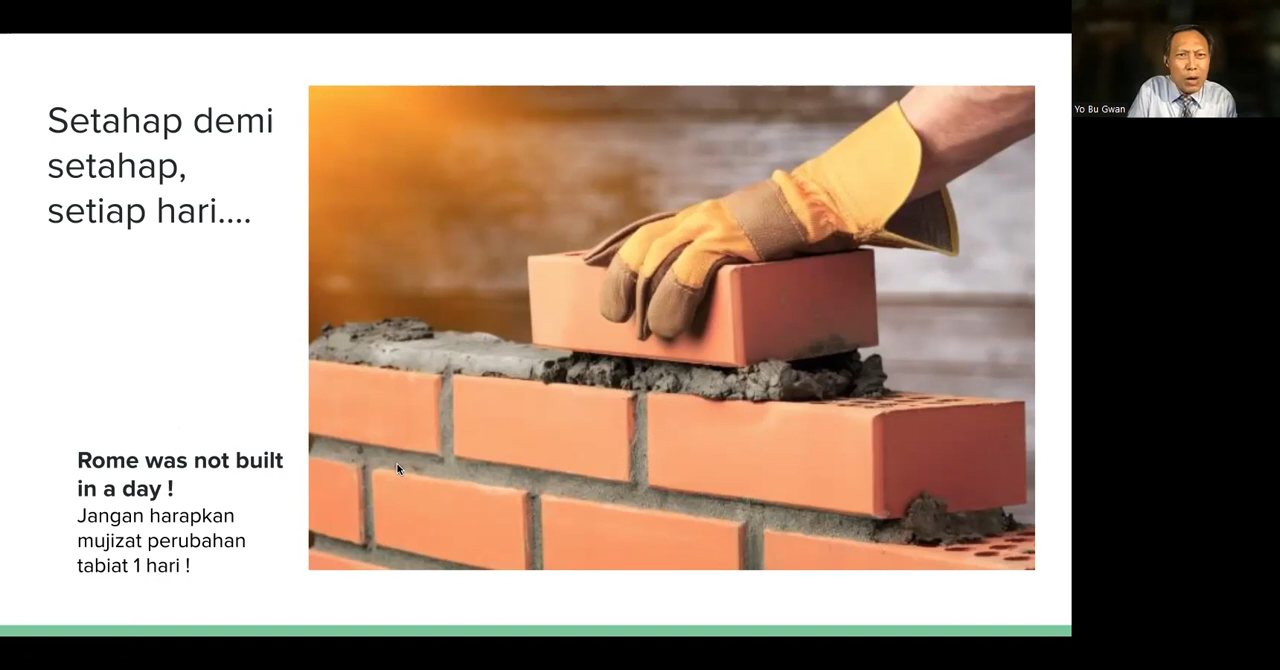 Setahap demi
setahap,
setiap hari....
Rome was not built
in a day !
Jangan harapkan
mujizat perubahan
tabiat 1 hari !
Yo Bu Gwan